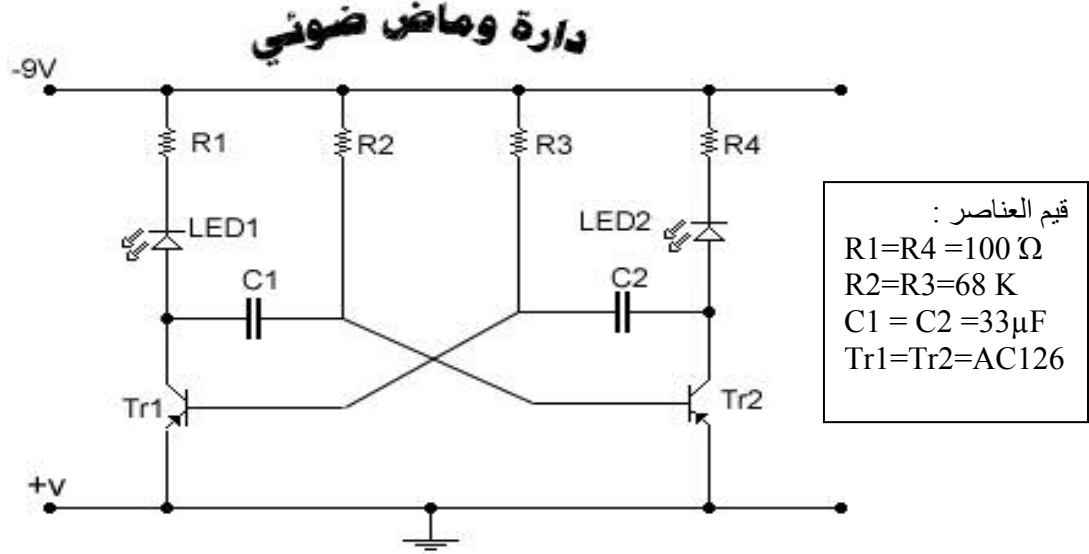 دارة وماض ضوئي
-9V
R1
R2
R3
R4
LED1
LED2
C1
C2
Tr1
Tr2
+v
قيم العناصر :
R1=R4 =100 Ώ
R2=R3=68 K
C1 = C2 =33µF
Tr1=Tr2=AC126